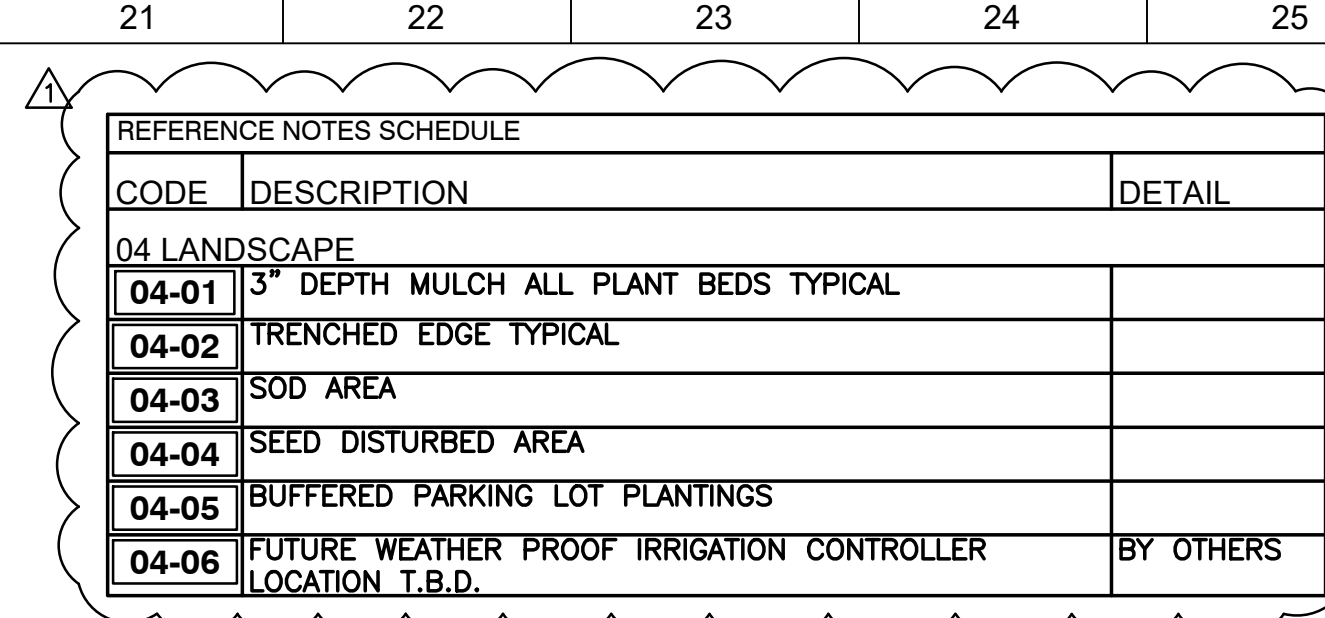 21 22 23 24 25
1
REFERENCE NOTES SCHEDULE
CODE DESCRIPTION DETAIL
04 LANDSCAPE
04-01 3" DEPTH MULCH ALL PLANT BEDS TYPICAL
04-02 TRENCHED EDGE TYPICAL
04-03 SOD AREA
04-04 SEED DISTURBED AREA
04-05 BUFFERED PARKING LOT PLANTINGS
04-06 FUTURE WEATHER PROOF IRRIGATION CONTROLLER BY OTHERS
LOCATION T.B.D.